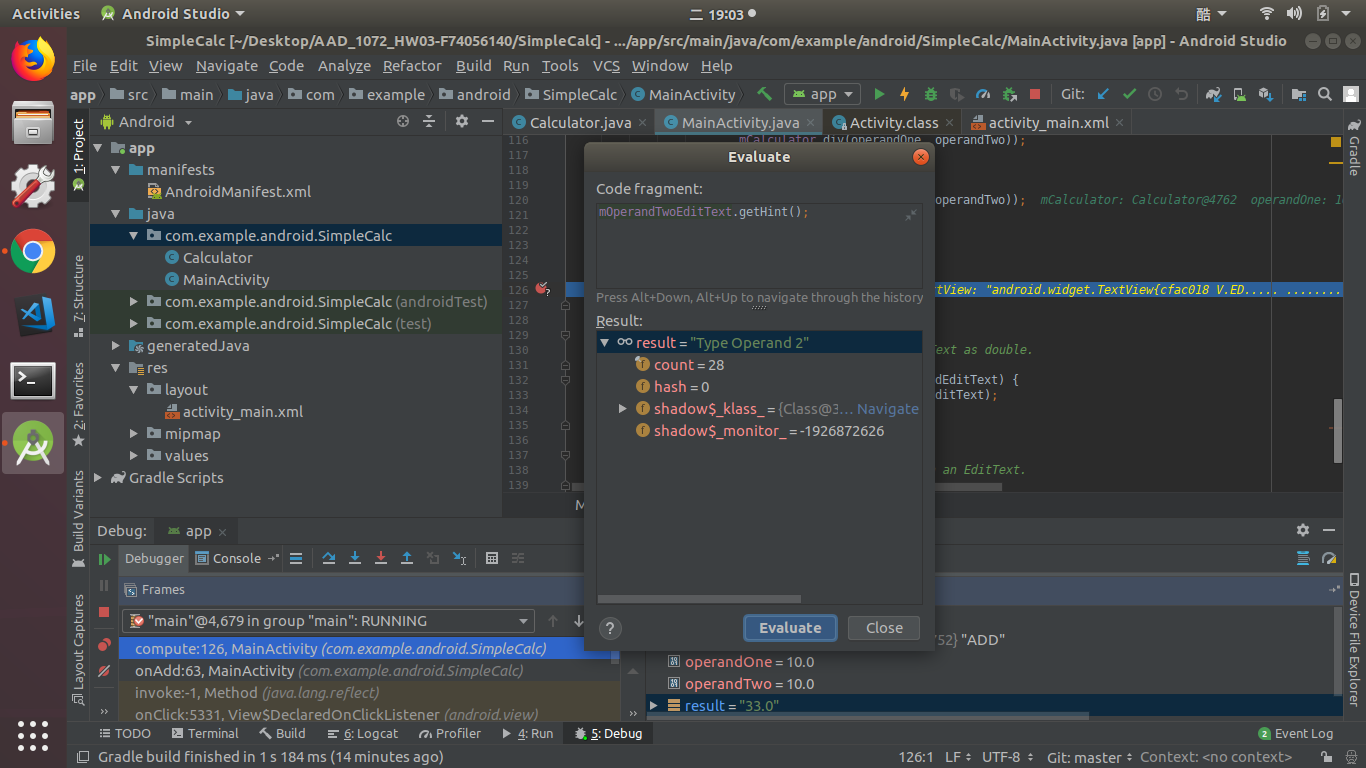 Activities
Android Studio
二 19:03
酷
SimpleCalc [~/Desktop/AAD_1072_HW03-F74056140/SimpleCalc] - .../app/src/main/java/com/example/android/SimpleCalc/MainActivity.java [app] - Android Studio
File Edit View Navigate Code Analyze Refactor Build Run Tools VCS Window Help
app src main java com example android SimpleCalc MainActivity app Git:
1: Project
7: Structure
2: Favorites
Build Variants
Layout Captures
Android
app
manifests
AndroidManifest.xml
java
com.example.android.SimpleCalc
Calculator
MainActivity
com.example.android.SimpleCalc (androidTest)
com.example.android.SimpleCalc (test)
generatedJava
res
layout
activity_main.xml
mipmap
values
Gradle Scripts
Calculator.java MainActivity.java Activity.class activity_main.xml
116 mCalculator.div(operandOne, operandTwo));
117
118
119
120 operandTwo)); mCalculator: Calculator@4762 operandOne: 10
121
122
123
124
125
126 tView: "android.widget.TextView{cfac018 V.ED..... .........
127
128
129
130 Text as double.
131
132 dEditText) {
133 ditText);
134
135
136
137
138 an EditText.
139
Evaluate
Code fragment:
mOperandTwoEditText.getHint();
Press Alt+Down, Alt+Up to navigate through the history
Result:
result = "Type Operand 2"
count = 28
hash = 0
shadow$_klass_ = {Class@3... Navigate
shadow$_monitor_ = -1926872626
? Evaluate Close
Gradle
Device File Explorer
Debug: app
Debugger Console
Frames
"main"@4,679 in group "main": RUNNING
compute:126, MainActivity (com.example.android.SimpleCalc)
onAdd:63, MainActivity (com.example.android.SimpleCalc)
invoke:-1, Method (java.lang.reflect)
onClick:5331, View$DeclaredOnClickListener (android.view)
752} "ADD"
operandOne = 10.0
operandTwo = 10.0
result = "33.0"
TODO Terminal Build 6: Logcat Profiler 4: Run 5: Debug 2 Event Log
Gradle build finished in 1 s 184 ms (14 minutes ago) 126:1 LF UTF-8 Git: master Context: <no context>